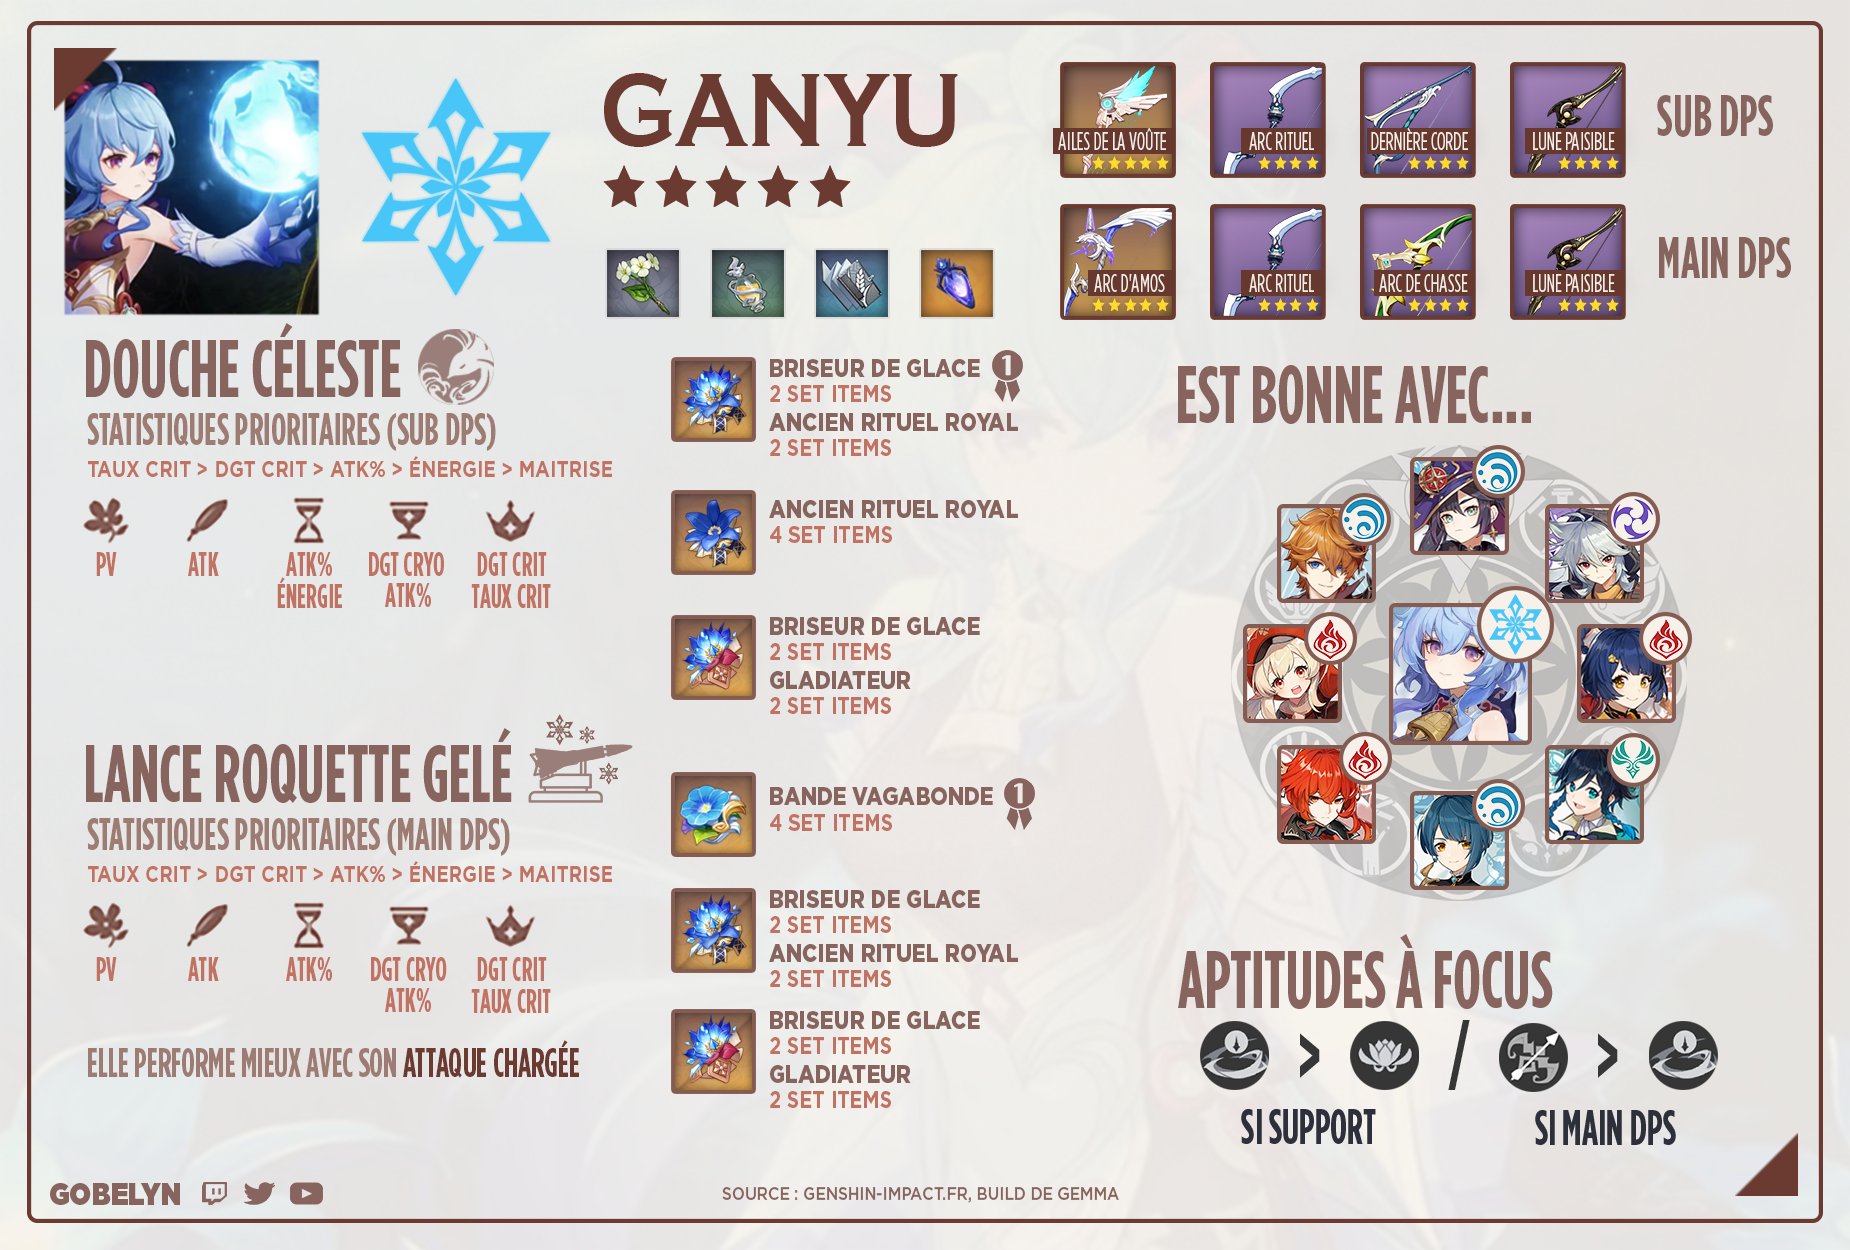 GANYU
AILES DE LA VOÛTE
ARC RITUEL
DERNIÈRE CORDE
LUNE PAISIBLE
SUB DPS
ARC D'AMOS
ARC RITUEL
ARC DE CHASSE
LUNE PAISIBLE
MAIN DPS
DOUCHE CÉLESTE
STATISTIQUES PRIORITAIRES (SUB DPS)
TAUX CRIT > DGT CRIT > ATK% > ÉNERGIE > MAITRISE
PV
ATK
ATK%
ÉNERGIE
DGT CRYO
ATK%
DGT CRIT
TAUX CRIT
LANCE ROQUETTE GELÉ
STATISTIQUES PRIORITAIRES (MAIN DPS)
TAUX CRIT > DGT CRIT > ATK% > ÉNERGIE > MAITRISE
PV
ATK
ATK%
DGT CRYO
ATK%
DGT CRIT
TAUX CRIT
ELLE PERFORME MIEUX AVEC SON ATTAQUE CHARGÉE
BRISEUR DE GLACE 1
2 SET ITEMS
ANCIEN RITUEL ROYAL
2 SET ITEMS
ANCIEN RITUEL ROYAL
4 SET ITEMS
BRISEUR DE GLACE
2 SET ITEMS
GLADIATEUR
2 SET ITEMS
BANDE VAGABONDE 1
4 SET ITEMS
BRISEUR DE GLACE
2 SET ITEMS
ANCIEN RITUEL ROYAL
2 SET ITEMS
BRISEUR DE GLACE
2 SET ITEMS
GLADIATEUR
2 SET ITEMS
EST BONNE AVEC...
APTITUDES À FOCUS
> / >
SI SUPPORT
SI MAIN DPS
GOBELYN
SOURCE : GENSHIN-IMPACT.FR, BUILD DE GEMMA